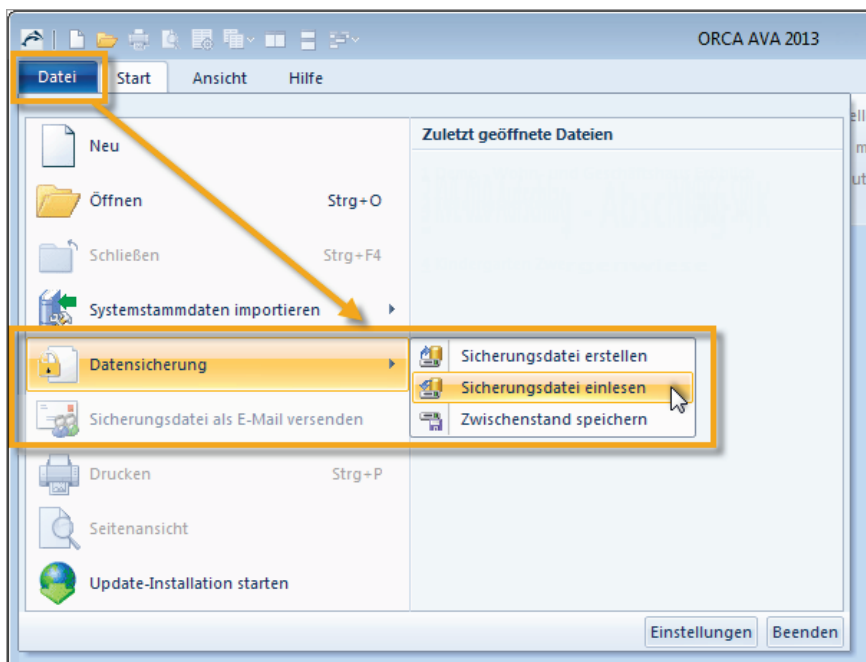 ORCA AVA 2013
Datei Start Ansicht Hilfe
Neu
Öffnen Strg+O
Schließen Strg+F4
Systemstammdaten importieren
Datensicherung
Sicherungsdatei als E-Mail versenden
Drucken Strg+P
Seitenansicht
Update-Installation starten
Zuletzt geöffnete Dateien
Sicherungsdatei erstellen
Sicherungsdatei einlesen
Zwischenstand speichern
Einstellungen Beenden